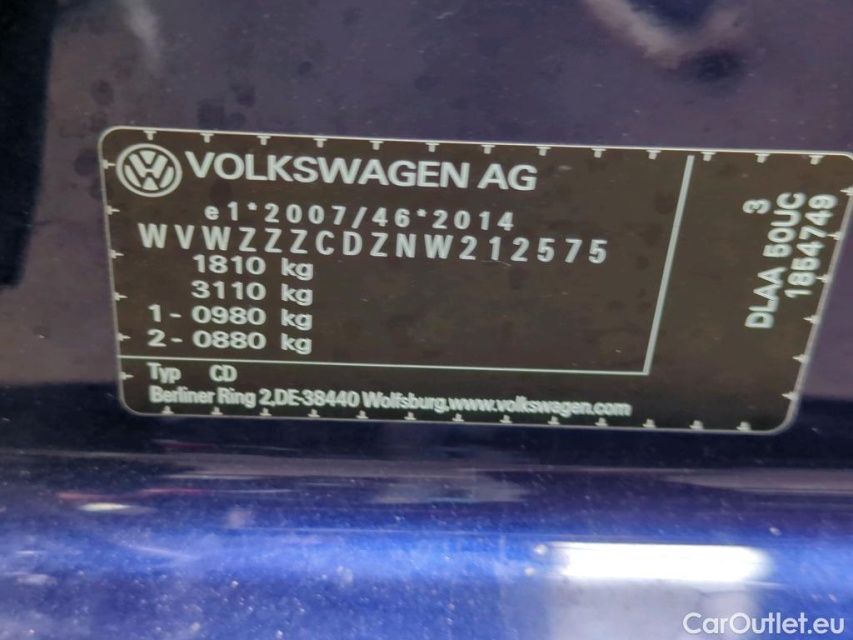 VOLKSWAGEN AG
e1*2007/46*2014
WVWZZZCDZNW212575
1810 kg
3110 kg
1 - 0980 kg
2 - 0880 kg
Typ CD
Berliner Ring 2,DE-38440 Wolfsburg,www.volkswagen.com
3
DLAA 5OUC
1854749
CarOutlet.eu